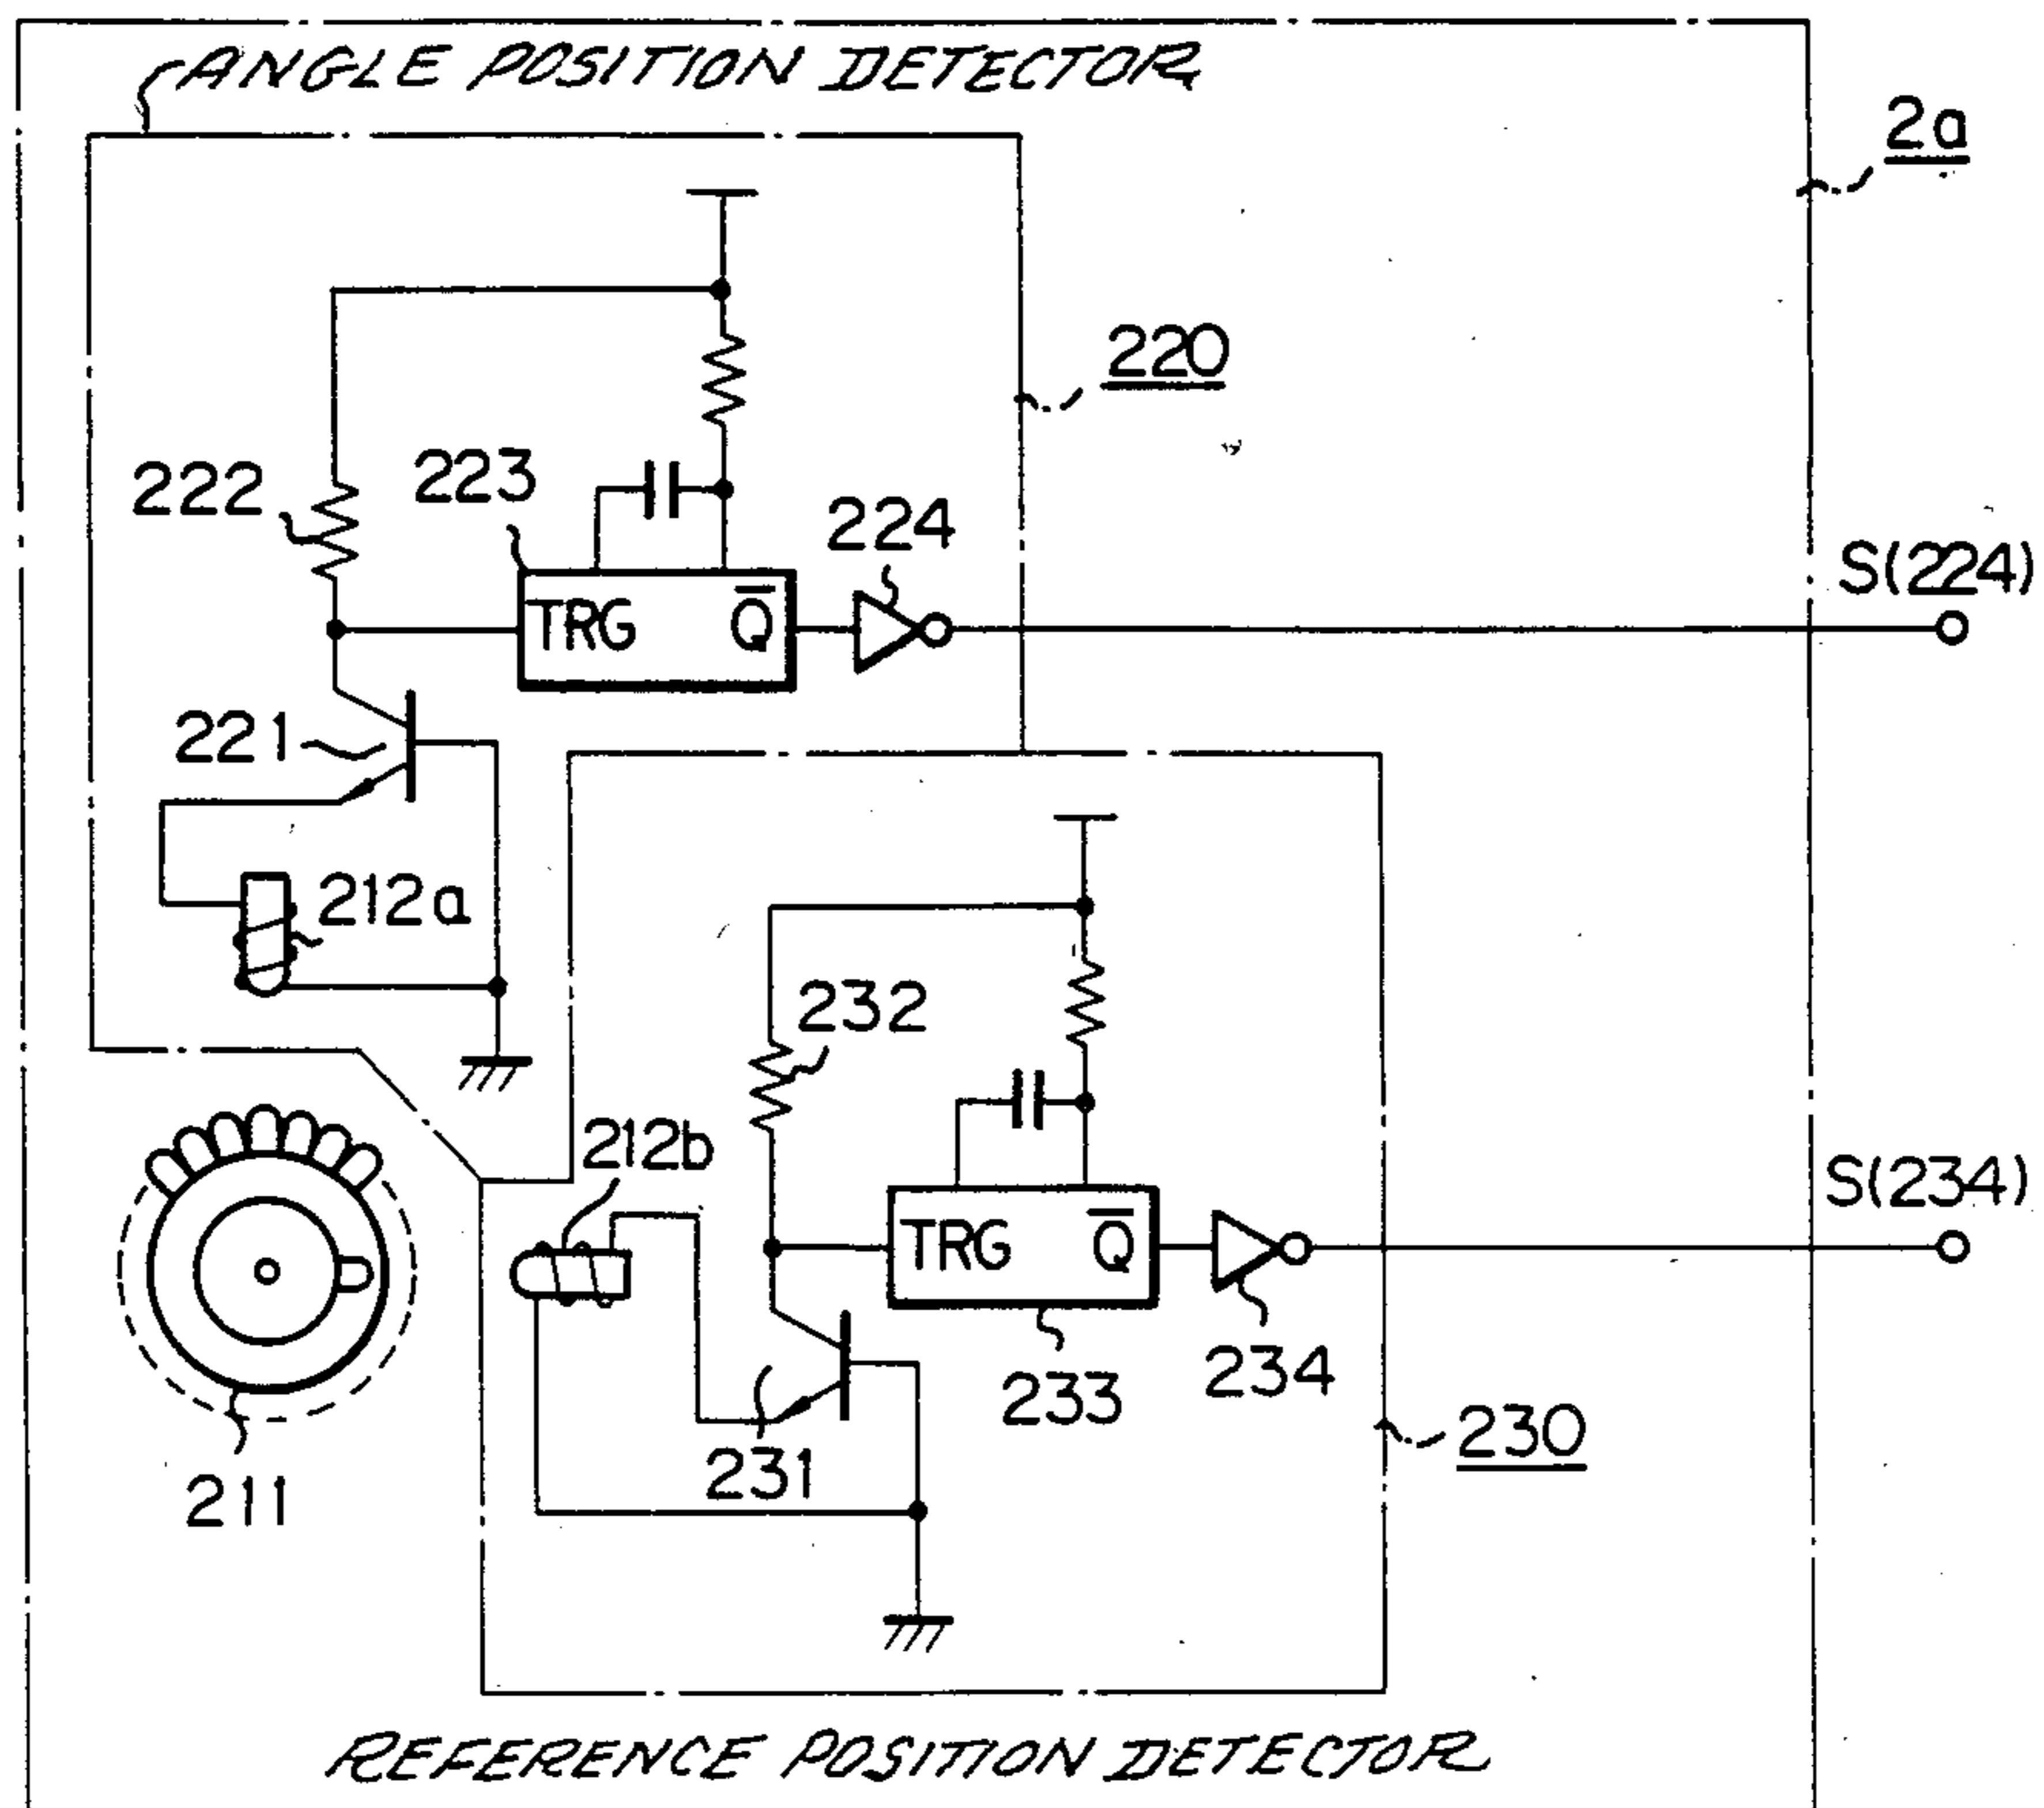 ANGLE POSITION DETECTOR
2a
220
222
223
224
S(224)
TRG Q̅
221
212a
232
212b
S(234)
TRG Q̅
234
233
230
231
211
REFERENCE POSITION DETECTOR